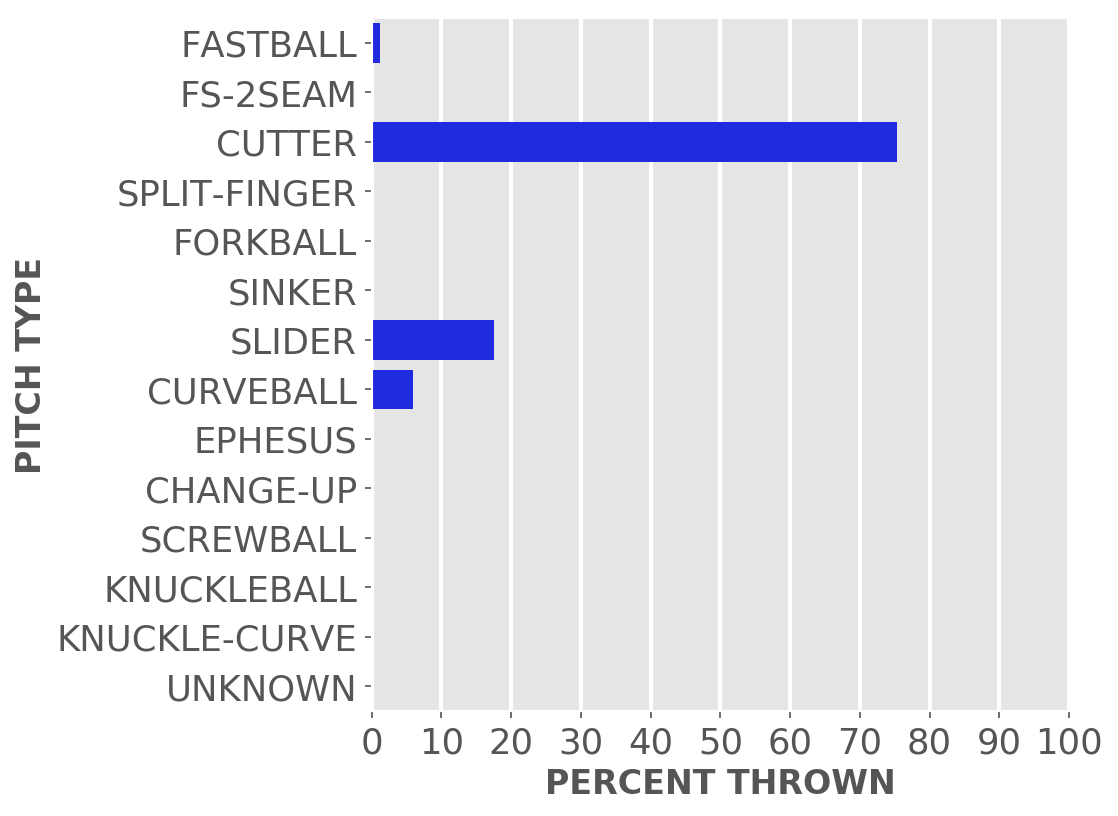 FASTBALL
FS-2SEAM
CUTTER
SPLIT-FINGER
FORKBALL
SINKER
SLIDER
CURVEBALL
EPHESUS
CHANGE-UP
SCREWBALL
KNUCKLEBALL
KNUCKLE-CURVE
UNKNOWN
PITCH TYPE
0 10 20 30 40 50 60 70 80 90 100
PERCENT THROWN